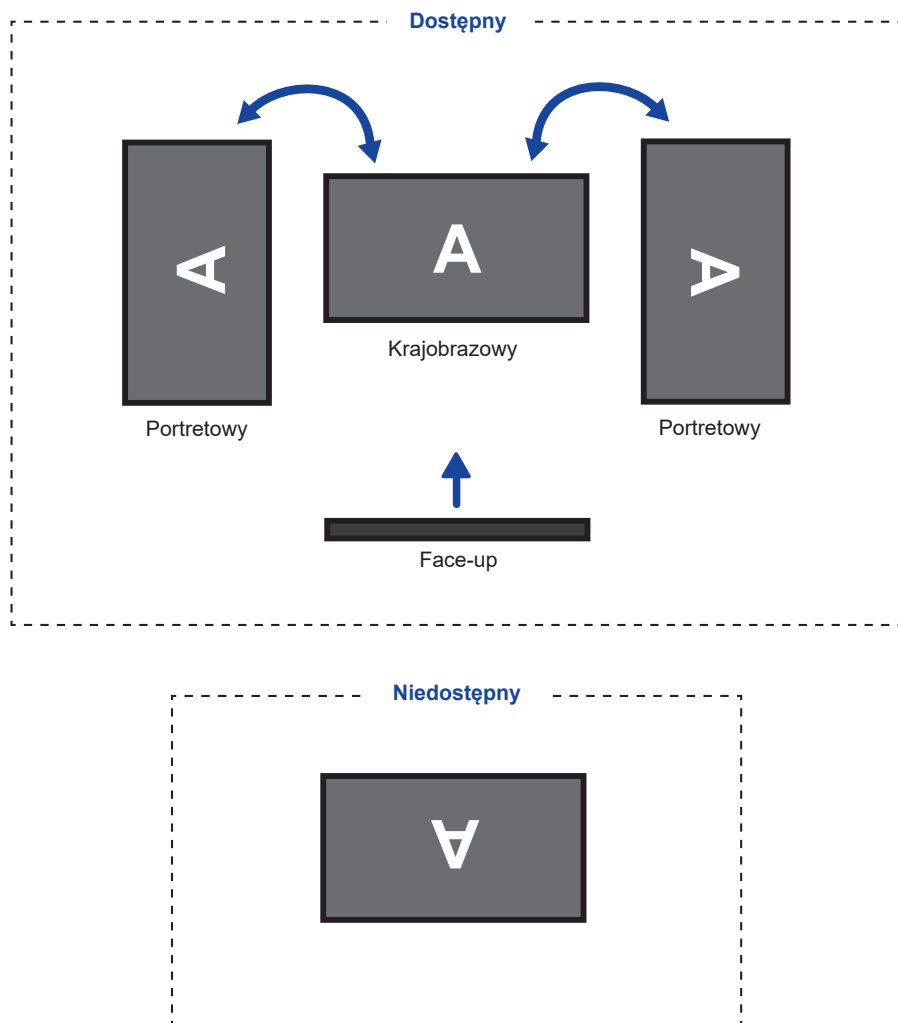 Dostępny
A
A
A
Krajobrazowy
Portretowy
Portretowy
Face-up
Niedostępny
A